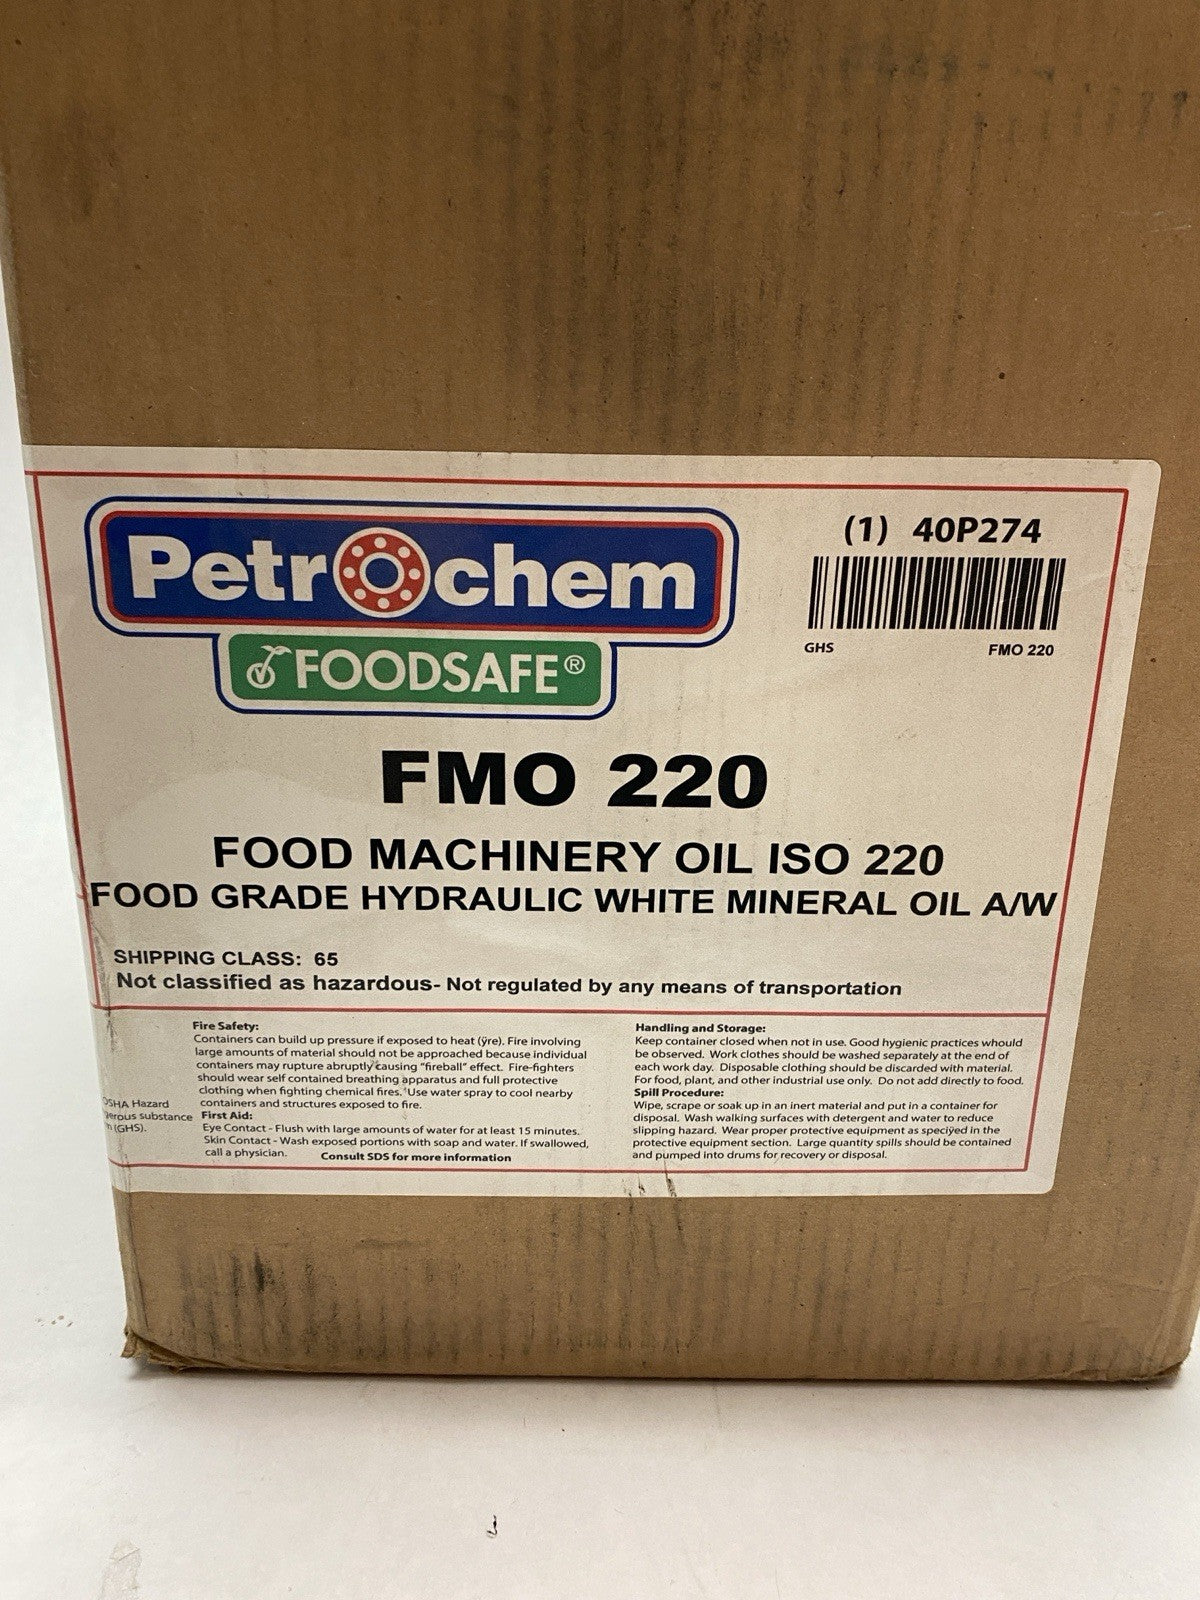 Petrochem
FOODSAFE®
(1) 40P274
GHS FMO 220
FMO 220
FOOD MACHINERY OIL ISO 220
FOOD GRADE HYDRAULIC WHITE MINERAL OIL A/W
SHIPPING CLASS: 65
Not classified as hazardous- Not regulated by any means of transportation
OSHA Hazard
substance
(GHS).
Fire Safety:
Containers can build up pressure if exposed to heat (ÿre). Fire involving
large amounts of material should not be approached because individual
containers may rupture abruptly causing "fireball" effect. Fire-fighters
should wear self contained breathing apparatus and full protective
clothing when fighting chemical fires. Use water spray to cool nearby
containers and structures exposed to fire.
First Aid:
Eye Contact - Flush with large amounts of water for at least 15 minutes.
Skin Contact - Wash exposed portions with soap and water. If swallowed,
call a physician. Consult SDS for more information
Handling and Storage:
Keep container closed when not in use. Good hygienic practices whould
be observed. Work clothes should be washed separately at the end of
each work day. Disposable clothing should be discarded with material.
For food, plant, and other industrial use only. Do not add directly to food.
Spill Procedure:
Wipe, scrape or soak up in an inert material and put in a container for
disposal. Wash walking surfaces with detergent and water to reduce
slipping hazard. Wear proper protective equipment as speciÿed in the
protective equipment section. Large quantity spills should be contained
and pumped into drums for recovery or disposal.